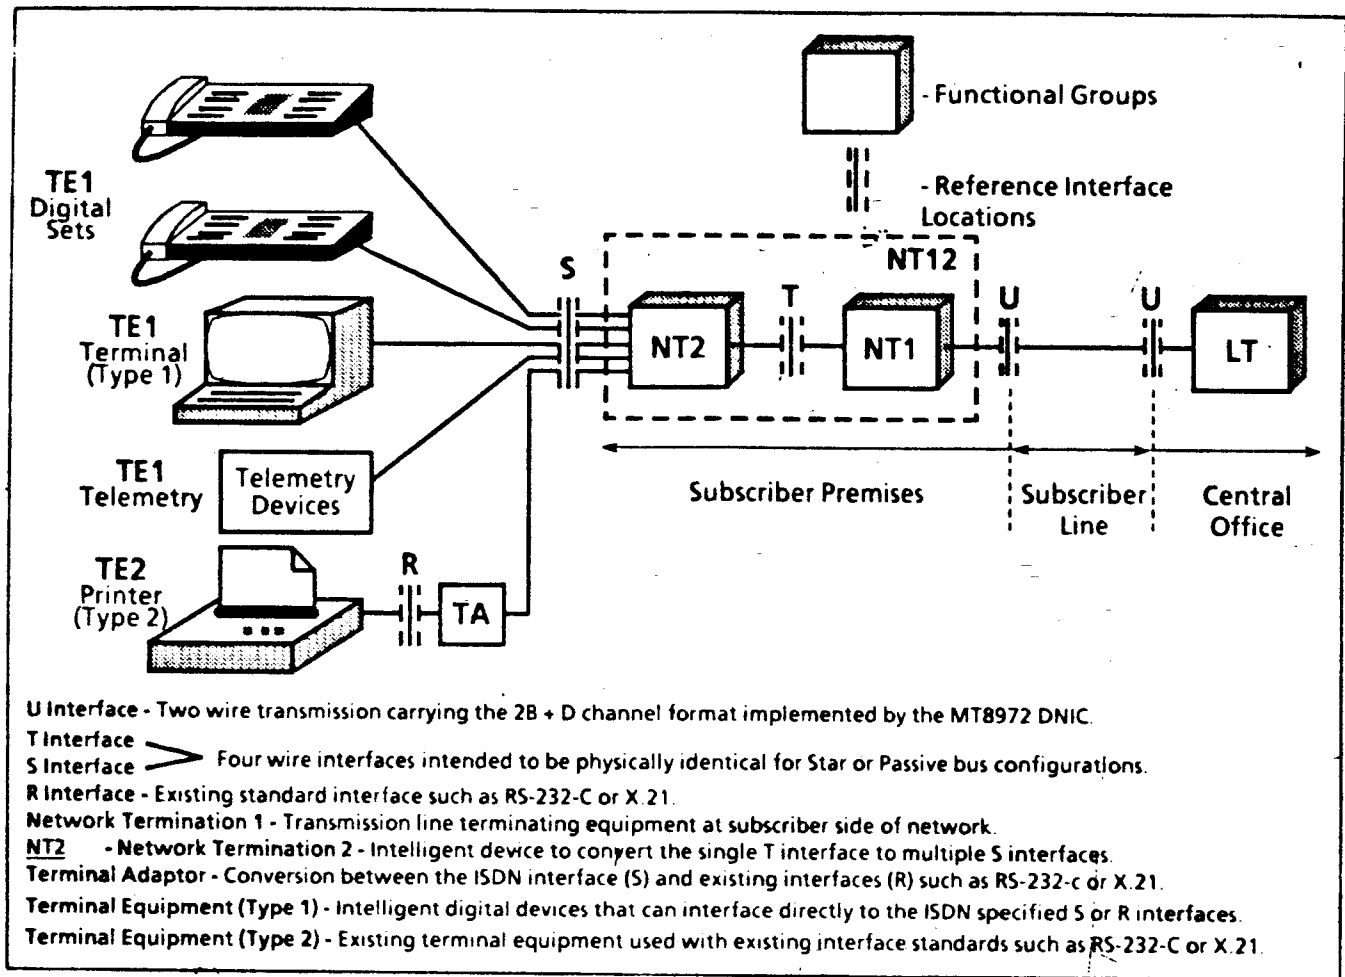 - Functional Groups
- Reference Interface
Locations
TE1
Digital
Sets
S
NT12
T
U
U
NT2
NT1
LT
TE1
Terminal
(Type 1)
TE1
Telemetry
Telemetry
Devices
Subscriber Premises
Subscriber
Line
Central
Office
TE2
Printer
(Type 2)
R
TA
U Interface - Two wire transmission carrying the 2B + D channel format implemented by the MT8972 DNIC.
T Interface
S Interface
Four wire interfaces intended to be physically identical for Star or Passive bus configurations.
R Interface - Existing standard interface such as RS-232-C or X.21.
Network Termination 1 - Transmission line terminating equipment at subscriber side of network.
NT2 - Network Termination 2 - Intelligent device to convert the single T interface to multiple S interfaces.
Terminal Adaptor - Conversion between the ISDN interface (S) and existing interfaces (R) such as RS-232-c or X.21.
Terminal Equipment (Type 1) - Intelligent digital devices that can interface directly to the ISDN specified S or R interfaces.
Terminal Equipment (Type 2) - Existing terminal equipment used with existing interface standards such as RS-232-C or X.21.